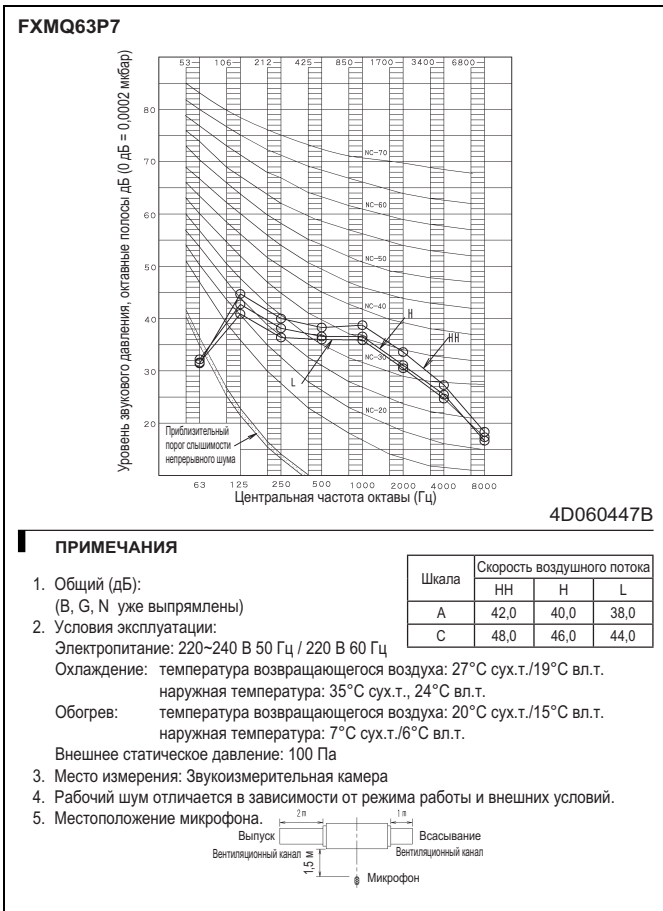 FXMQ63P7
Уровень звукового давления, октавные полосы дБ (0 дБ = 0,0002 мкбар)
53 106 212 425 850 1700 3400 6800
80
70
60
50
40
30
20
NC-70
NC-60
NC-50
NC-40
NC-30
NC-20
H
HH
L
Приблизительный
порог слышимости
непрерывного шума
63 125 250 500 1000 2000 4000 8000
Центральная частота октавы (Гц)
4D060447B
ПРИМЕЧАНИЯ
1. Общий (дБ):
(B, G, N уже выпрямлены)
Шкала Скорость воздушного потока
HH H L
A 42,0 40,0 38,0
C 48,0 46,0 44,0
2. Условия эксплуатации:
Электропитание: 220~240 В 50 Гц / 220 В 60 Гц
Охлаждение: температура возвращающегося воздуха: 27°C сух.т./19°C вл.т.
наружная температура: 35°C сух.т., 24°C вл.т.
Обогрев: температура возвращающегося воздуха: 20°C сух.т./15°C вл.т.
наружная температура: 7°C сух.т./6°C вл.т.
Внешнее статическое давление: 100 Па
3. Место измерения: Звукоизмерительная камера
4. Рабочий шум отличается в зависимости от режима работы и внешних условий.
5. Местоположение микрофона.
2 m 1 m
Выпуск Всасывание
Вентиляционный канал Вентиляционный канал
1,5 м
Микрофон